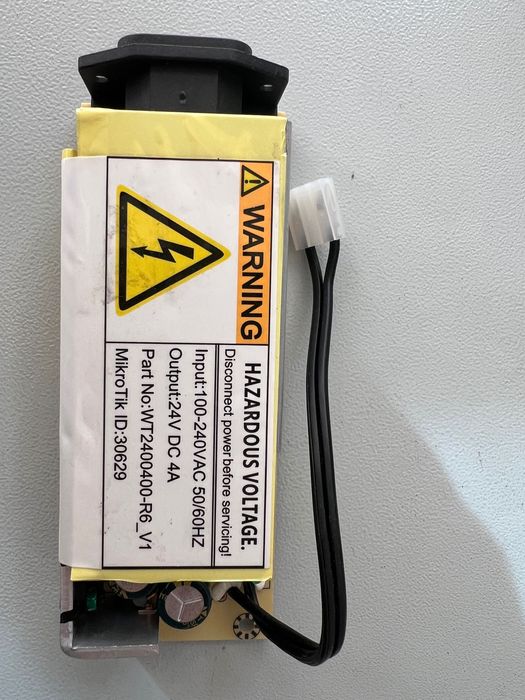 WARNING
HAZARDOUS VOLTAGE.
Disconnect power before servicing!
Input:100-240VAC 50/60HZ
Output:24V DC 4A
Part No:WT2400400-R6_V1
MikroTik ID:30629